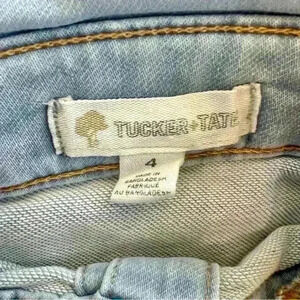 TUCKER+TATE
4
MADE IN
BANGLADESH
FABRIQUÉ
AU BANGLADESH